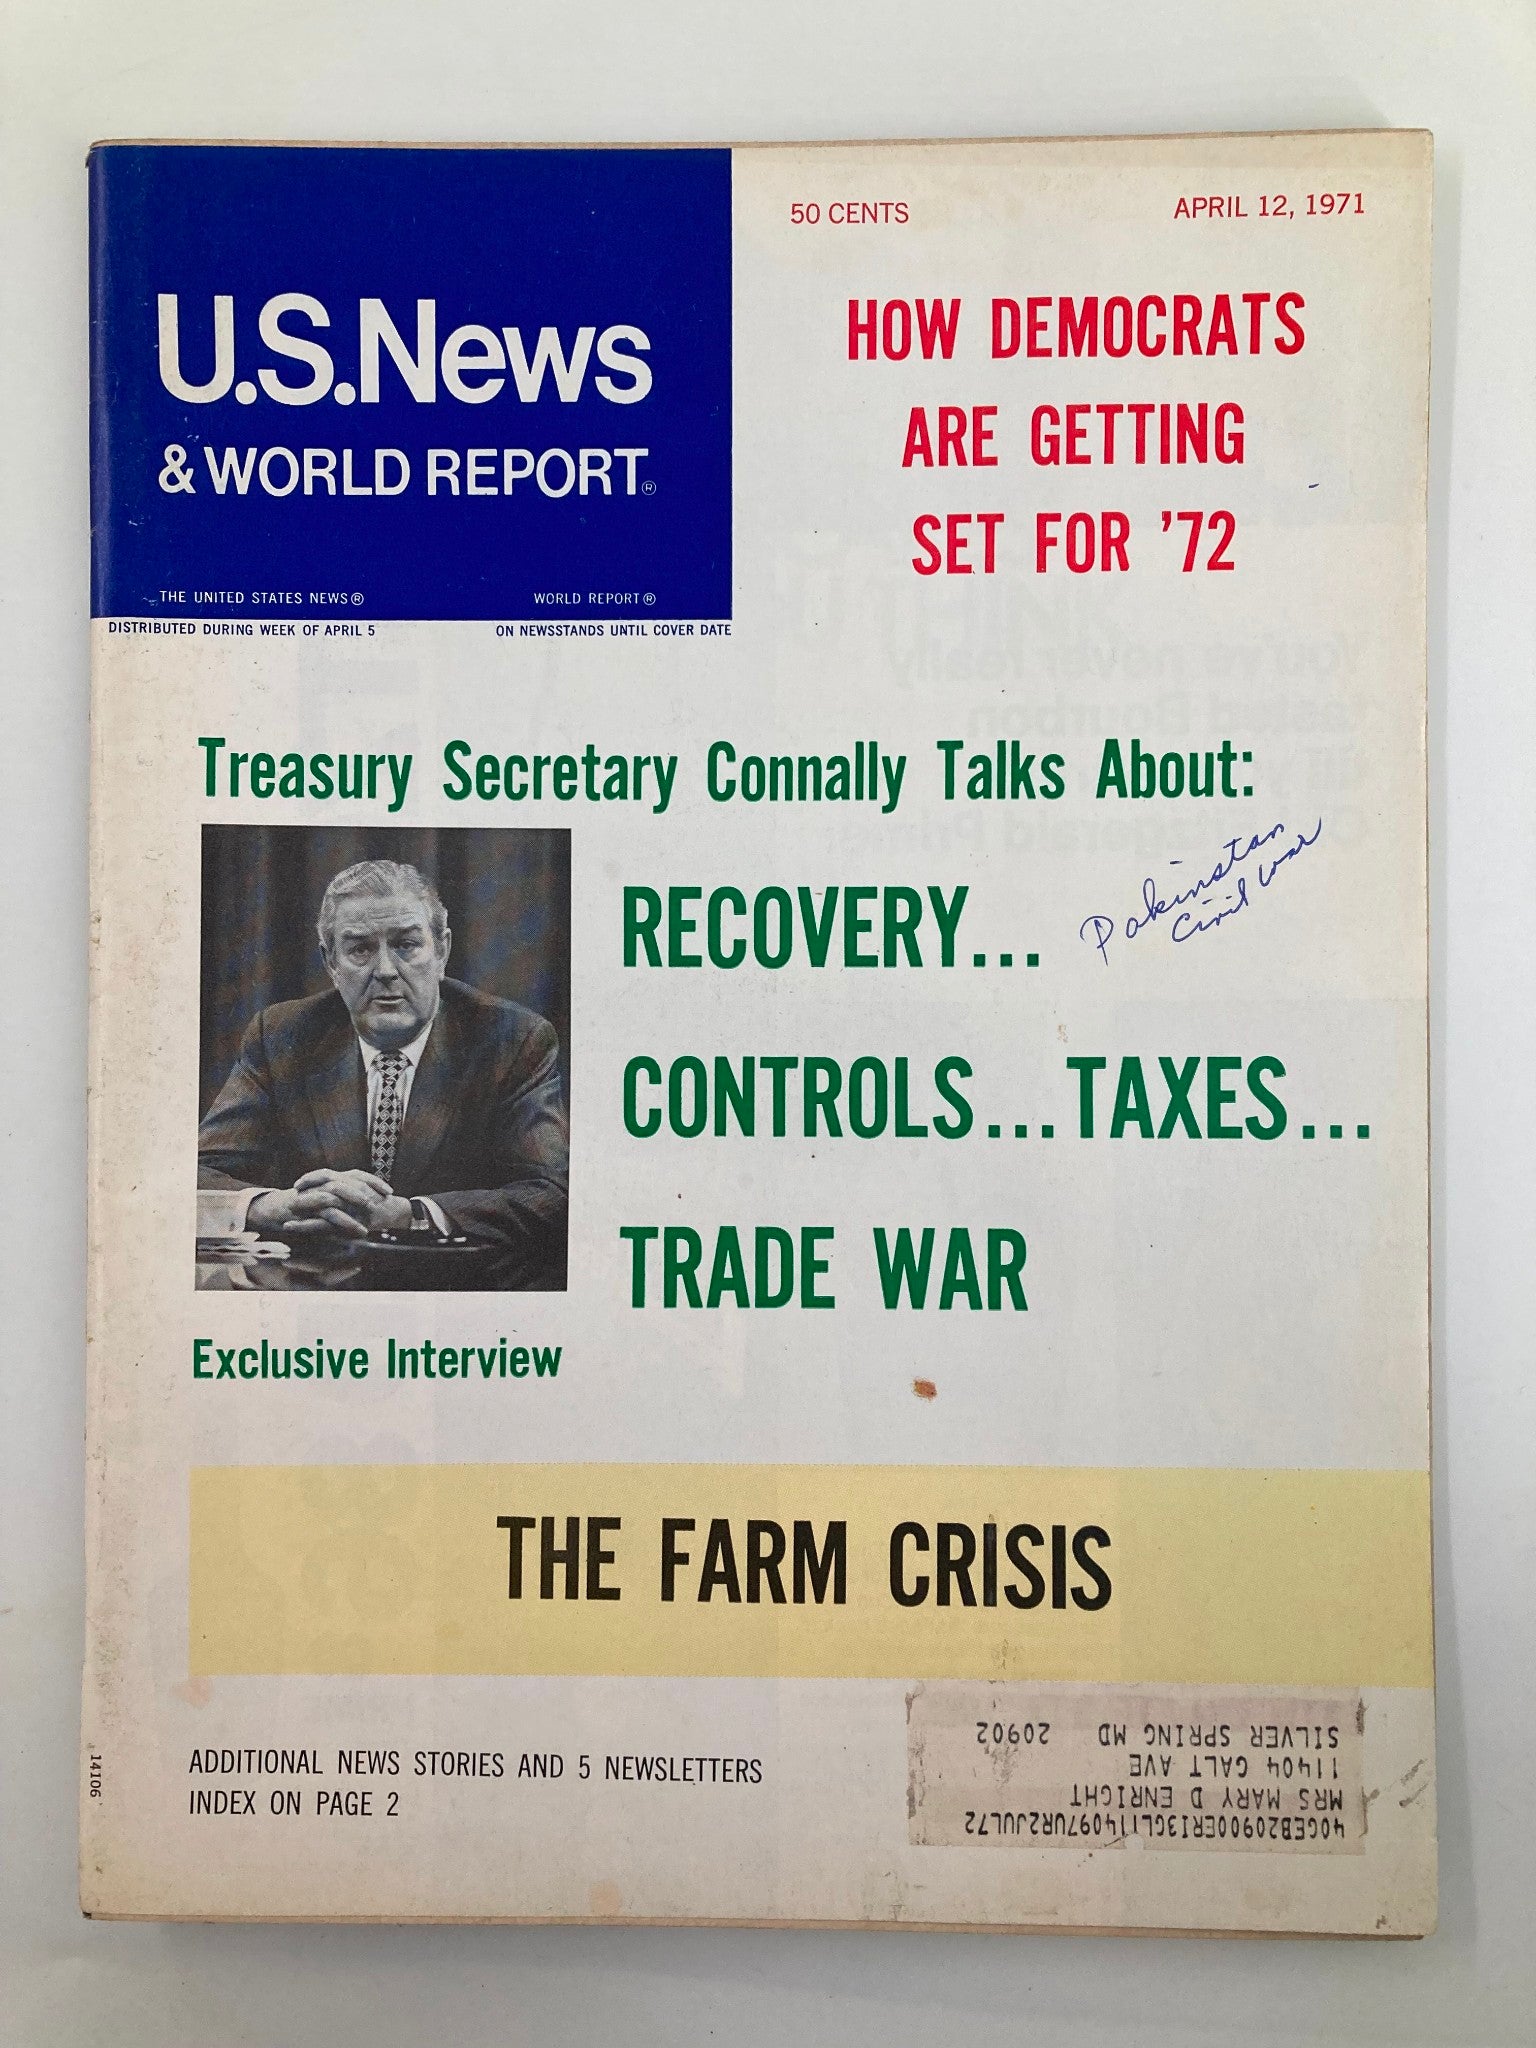 50 CENTS
APRIL 12, 1971
U.S.News
& WORLD REPORT®
THE UNITED STATES NEWS®
WORLD REPORT®
DISTRIBUTED DURING WEEK OF APRIL 5
ON NEWSSTANDS UNTIL COVER DATE
HOW DEMOCRATS
ARE GETTING
SET FOR '72
Treasury Secretary Connally Talks About:
Pakinstan
Civil War
RECOVERY...
CONTROLS...TAXES...
TRADE WAR
Exclusive Interview
THE FARM CRISIS
ADDITIONAL NEWS STORIES AND 5 NEWSLETTERS
INDEX ON PAGE 2
14106
40GEB20900ERI3GL114097UR2JUL72
MRS MARY D ENRIGHT
11404 GALT AVE
SILVER SPRING MD 20902